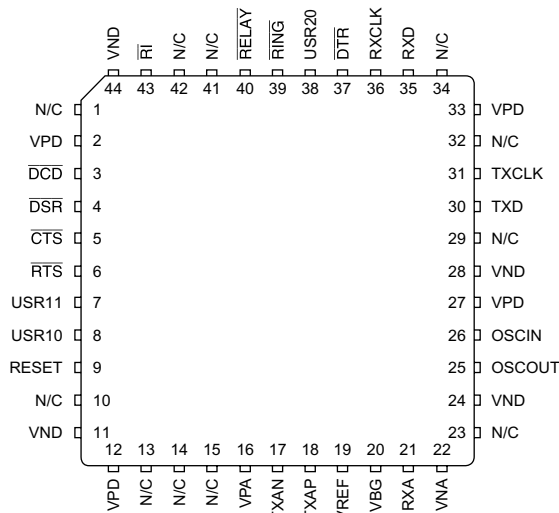 VND
RI
N/C
N/C
RELAY
RING
USR20
DTR
RXCLK
RXD
N/C
44 43 42 41 40 39 38 37 36 35 34
N/C 1
VPD 2
DCD 3
DSR 4
CTS 5
RTS 6
USR11 7
USR10 8
RESET 9
N/C 10
VND 11
33 VPD
32 N/C
31 TXCLK
30 TXD
29 N/C
28 VND
27 VPD
26 OSCIN
25 OSCOUT
24 VND
23 N/C
12 13 14 15 16 17 18 19 20 21 22
VPD
N/C
N/C
N/C
VPA
TXAN
TXAP
VREF
VBG
RXA
VNA